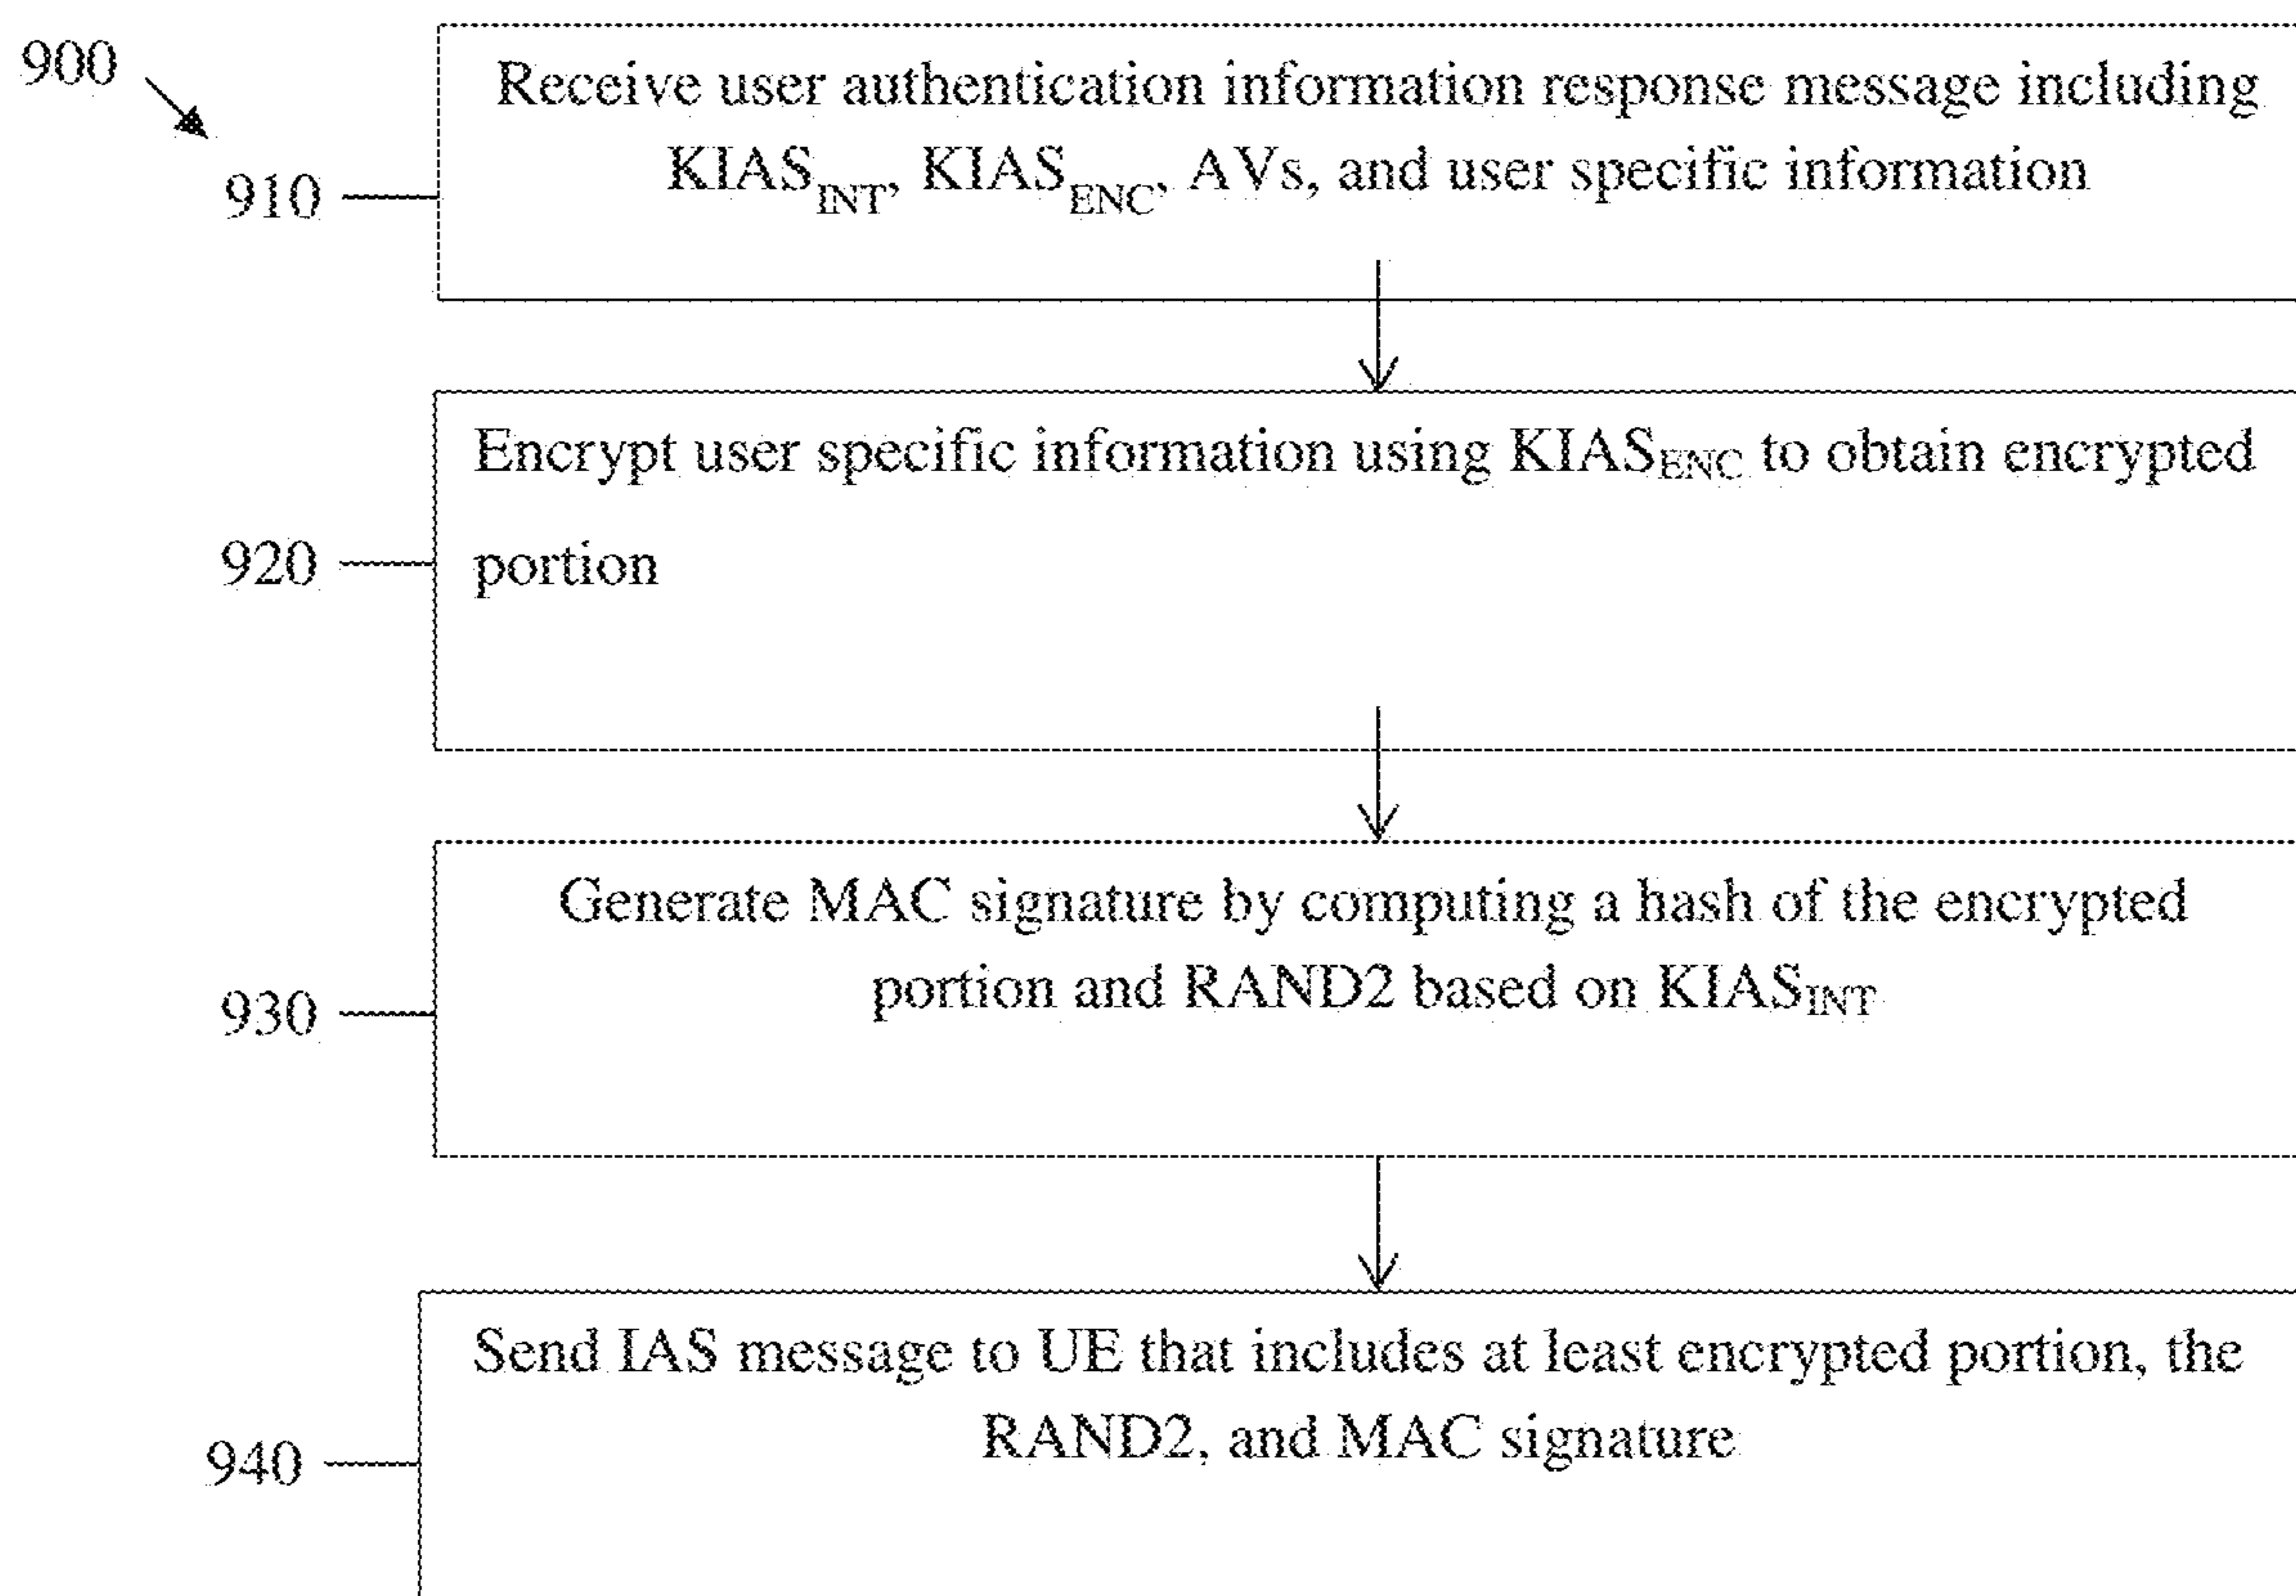 900
Receive user authentication information response message including
910
KIAS_INT, KIAS_ENC, AVs, and user specific information
Encrypt user specific information using KIAS_ENC to obtain encrypted
920
portion
Generate MAC signature by computing a hash of the encrypted
930
portion and RAND2 based on KIAS_INT
Send IAS message to UE that includes at least encrypted portion, the
940
RAND2, and MAC signature